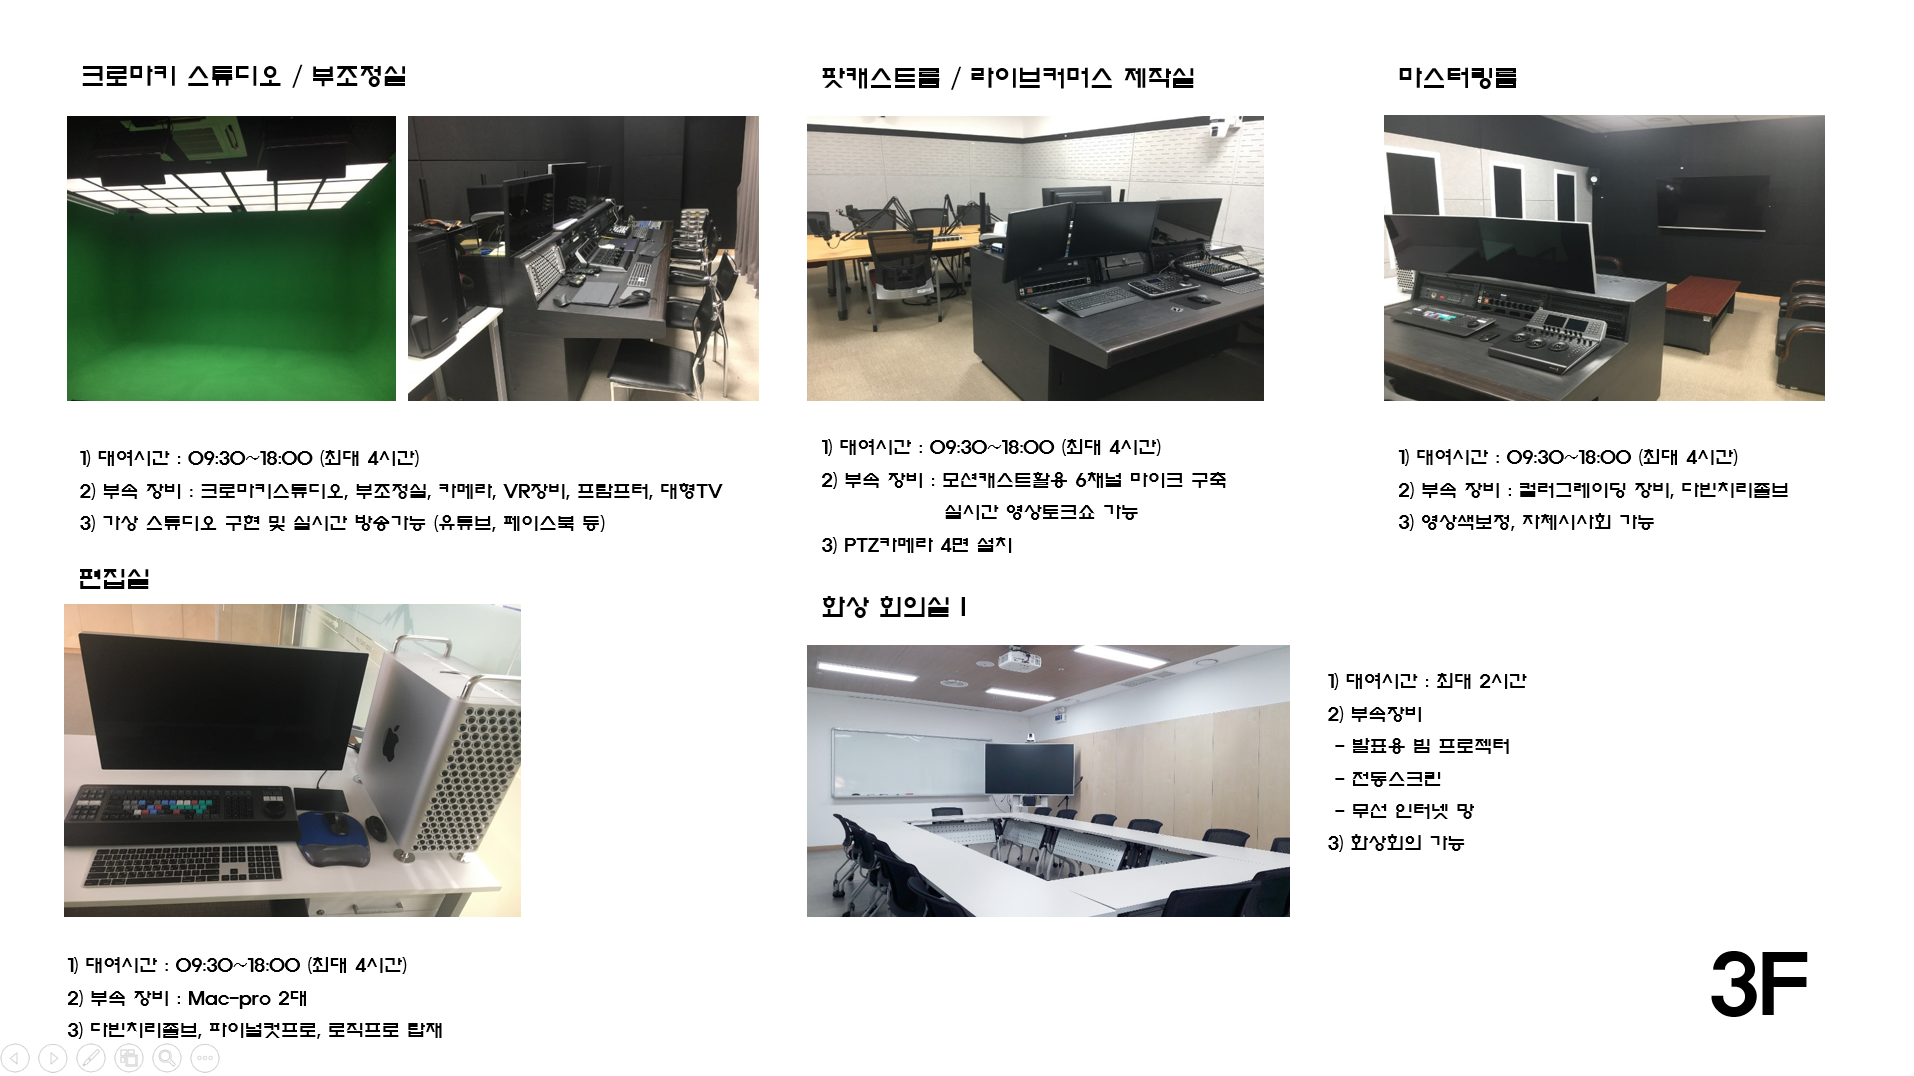 크로마키 스튜디오 / 부조정실
1) 대여시간 : 09:30~18:00 (최대 4시간)
2) 부속 장비 : 크로마키스튜디오, 부조정실, 카메라, VR장비, 프람프터, 대형TV
3) 가상 스튜디오 구현 및 실시간 방송가능 (유튜브, 페이스북 등)
팟캐스트룸 / 라이브커머스 제작실
1) 대여시간 : 09:30~18:00 (최대 4시간)
2) 부속 장비 : 모션캐스트활용 6채널 마이크 구축
실시간 영상토크쇼 가능
3) PTZ카메라 4면 설치
마스터링룸
1) 대여시간 : 09:30~18:00 (최대 4시간)
2) 부속 장비 : 컬러그레이딩 장비, 다빈치리졸브
3) 영상색보정, 자체시사회 가능
편집실
1) 대여시간 : 09:30~18:00 (최대 4시간)
2) 부속 장비 : Mac-pro 2대
3) 다빈치리졸브, 파이널컷프로, 로직프로 탑재
화상 회의실 I
1) 대여시간 : 최대 2시간
2) 부속장비
- 발표용 빔 프로젝터
- 전동스크린
- 무선 인터넷 망
3) 화상회의 가능
3F